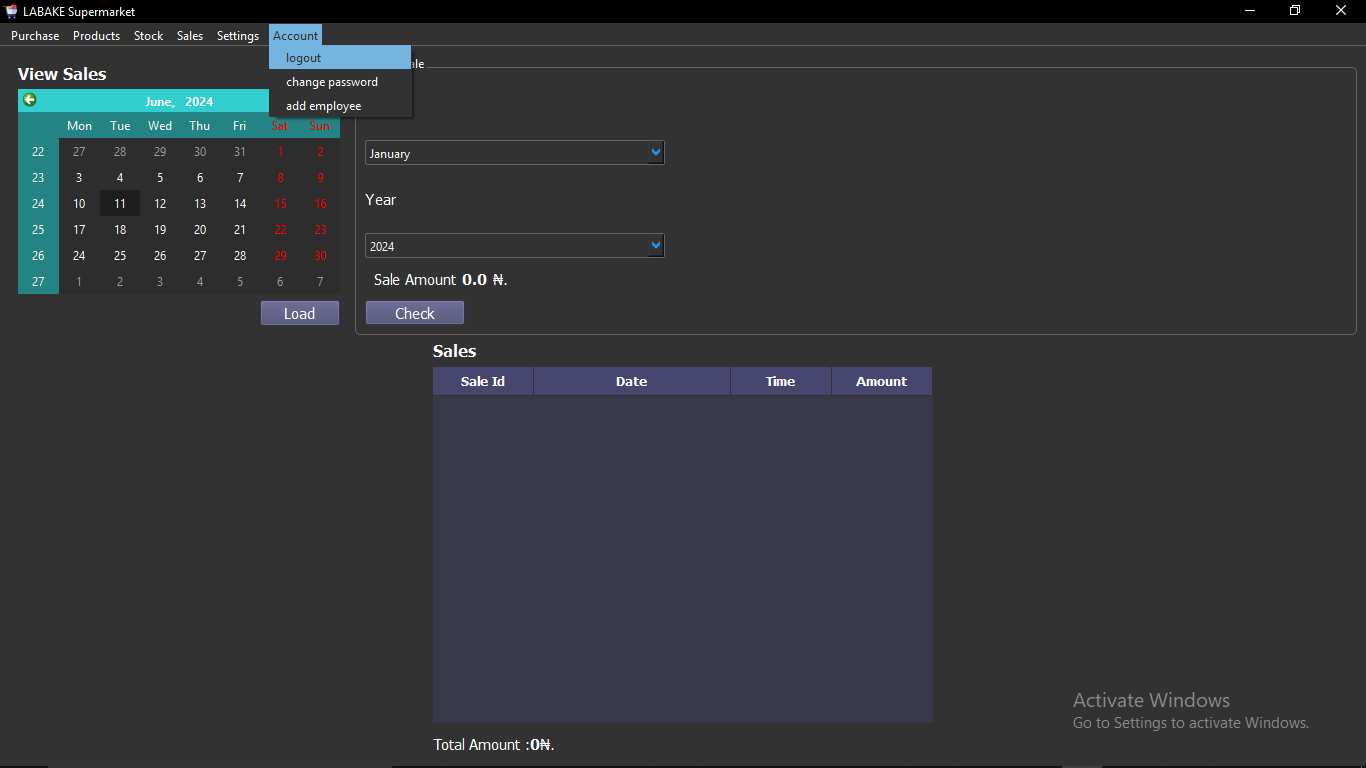 LABAKE Supermarket
Purchase Products Stock Sales Settings Account
logout
change password
add employee
View Sales
June, 2024
Mon Tue Wed Thu Fri Sat Sun
22 27 28 29 30 31 1 2
23 3 4 5 6 7 8 9
24 10 11 12 13 14 15 16
25 17 18 19 20 21 22 23
26 24 25 26 27 28 29 30
27 1 2 3 4 5 6 7
Load
January
Year
2024
Sale Amount 0.0 ₦.
Check
Sales
Sale Id Date Time Amount
Total Amount :0₦.
Activate Windows
Go to Settings to activate Windows.